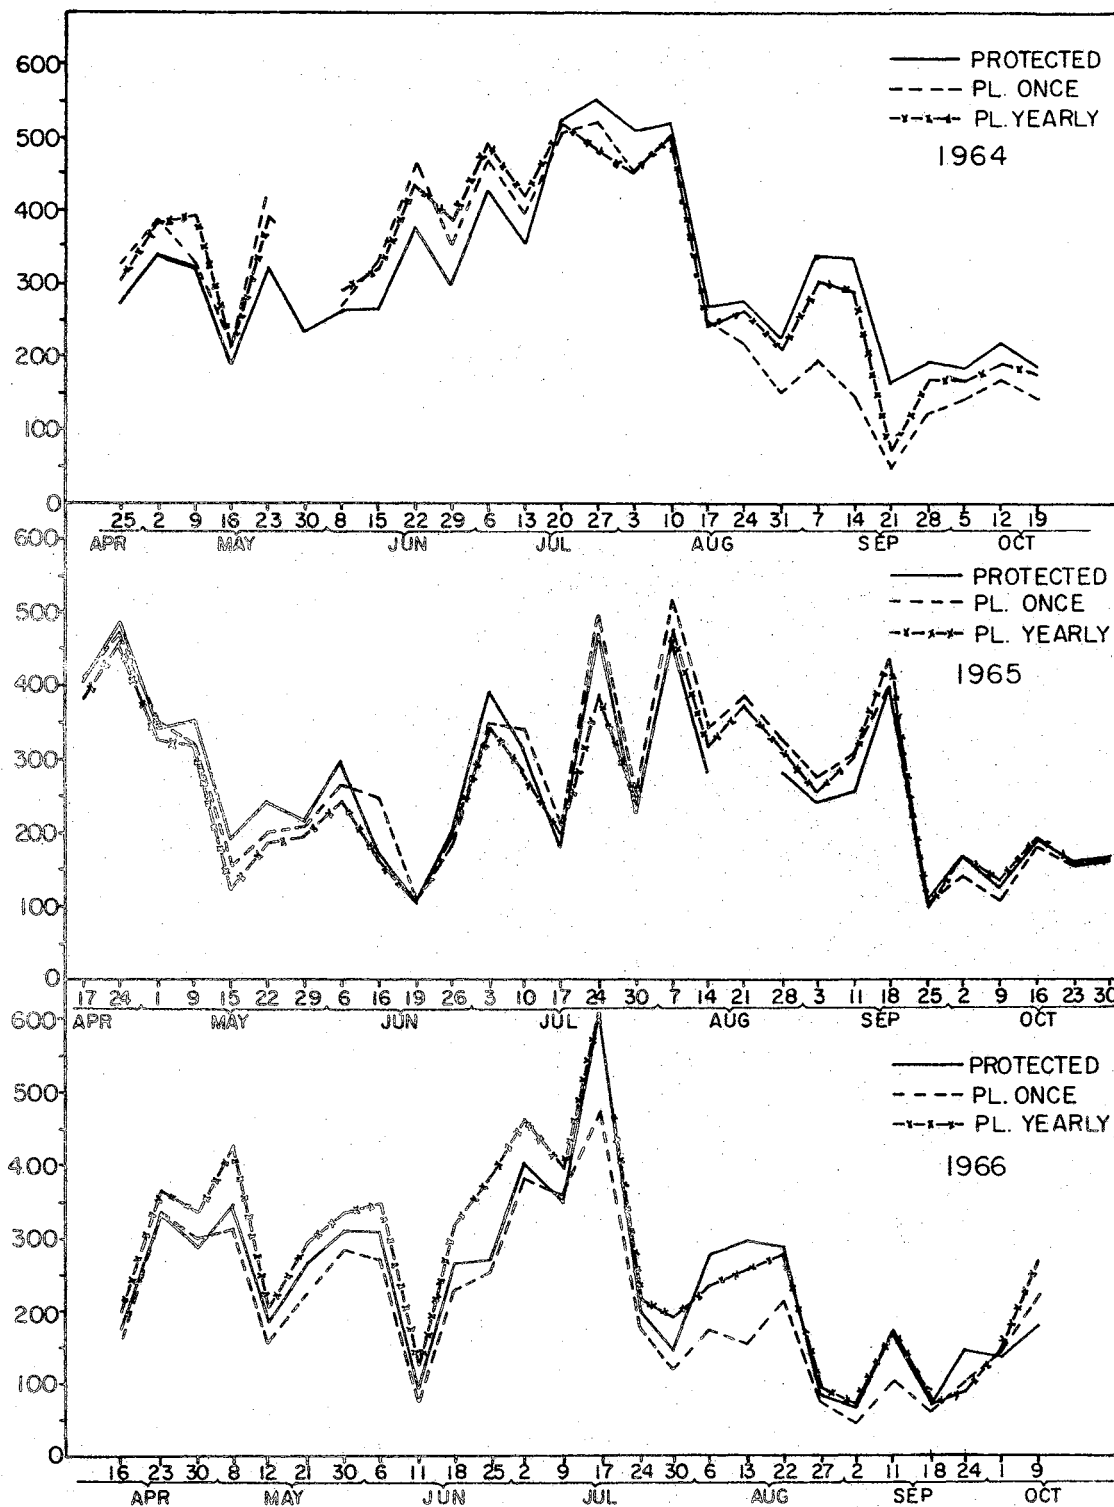 600
500
400
300
200
100
0
PROTECTED
PL. ONCE
PL. YEARLY
1964
25 2 9 16 23 30 8 15 22 29 6 13 20 27 3 10 17 24 31 7 14 21 28 5 12 19
APR MAY JUN JUL AUG SEP OCT
600
500
400
300
200
100
0
PROTECTED
PL. ONCE
PL. YEARLY
1965
17 24 1 9 15 22 29 6 16 19 26 3 10 17 24 30 7 14 21 28 3 11 18 25 2 9 16 23 30
APR MAY JUN JUL AUG SEP OCT
600
500
400
300
200
100
0
PROTECTED
PL. ONCE
PL. YEARLY
1966
16 23 30 8 12 21 30 6 11 18 25 2 9 17 24 30 6 13 22 27 2 11 18 24 1 9
APR MAY JUN JUL AUG SEP OCT